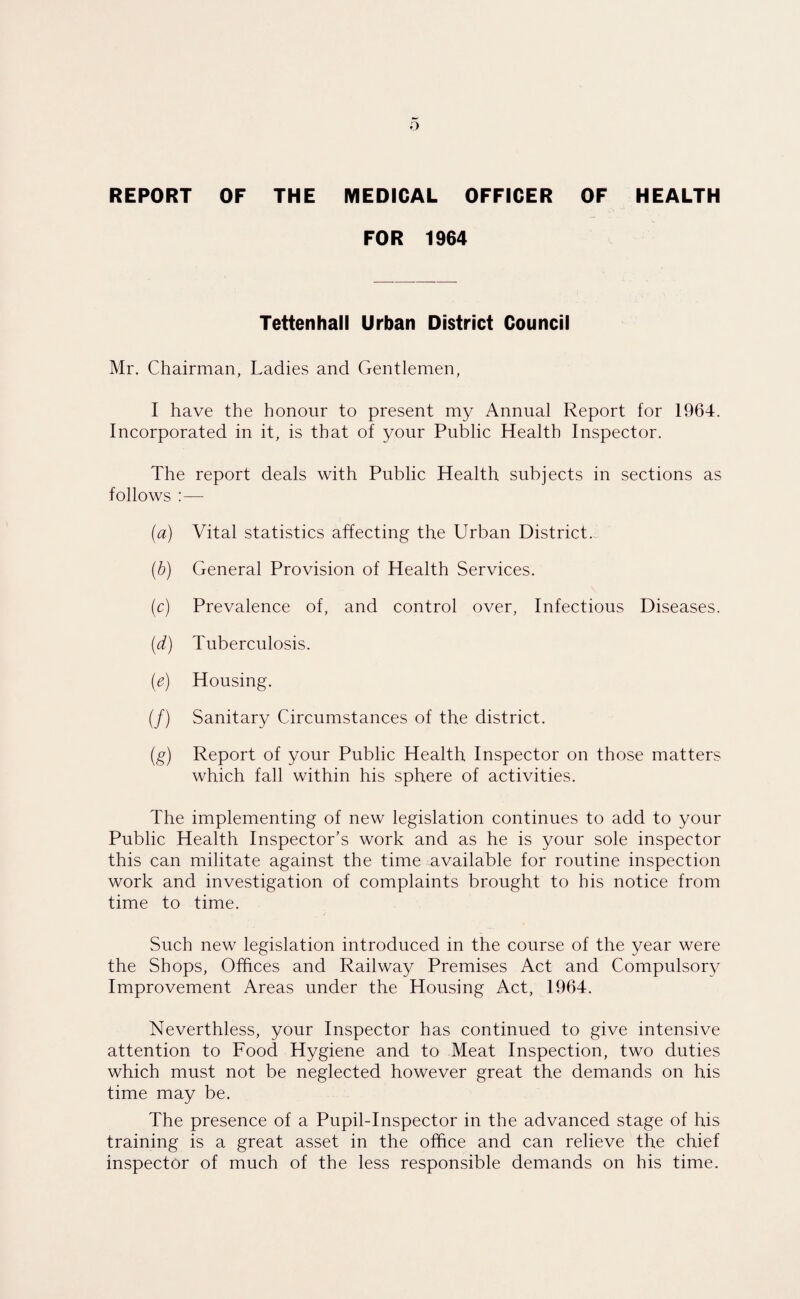 5
REPORT OF THE MEDICAL OFFICER OF HEALTH
FOR 1964
Tettenhall Urban District Council
Mr. Chairman, Ladies and Gentlemen,
I have the honour to present my Annual Report for 1964.
Incorporated in it, is that of your Public Health Inspector.
The report deals with Public Health subjects in sections as
follows :—
(a) Vital statistics affecting the Urban District.
(b) General Provision of Health Services.
(c) Prevalence of, and control over, Infectious Diseases.
(d) Tuberculosis.
(e) Housing.
(f) Sanitary Circumstances of the district.
(g) Report of your Public Health Inspector on those matters
which fall within his sphere of activities.
The implementing of new legislation continues to add to your
Public Health Inspector's work and as he is your sole inspector
this can militate against the time available for routine inspection
work and investigation of complaints brought to his notice from
time to time.
Such new legislation introduced in the course of the year were
the Shops, Offices and Railway Premises Act and Compulsory
Improvement Areas under the Housing Act, 1964.
Neverthless, your Inspector has continued to give intensive
attention to Food Hygiene and to Meat Inspection, two duties
which must not be neglected however great the demands on his
time may be.
The presence of a Pupil-Inspector in the advanced stage of his
training is a great asset in the office and can relieve the chief
inspector of much of the less responsible demands on his time.